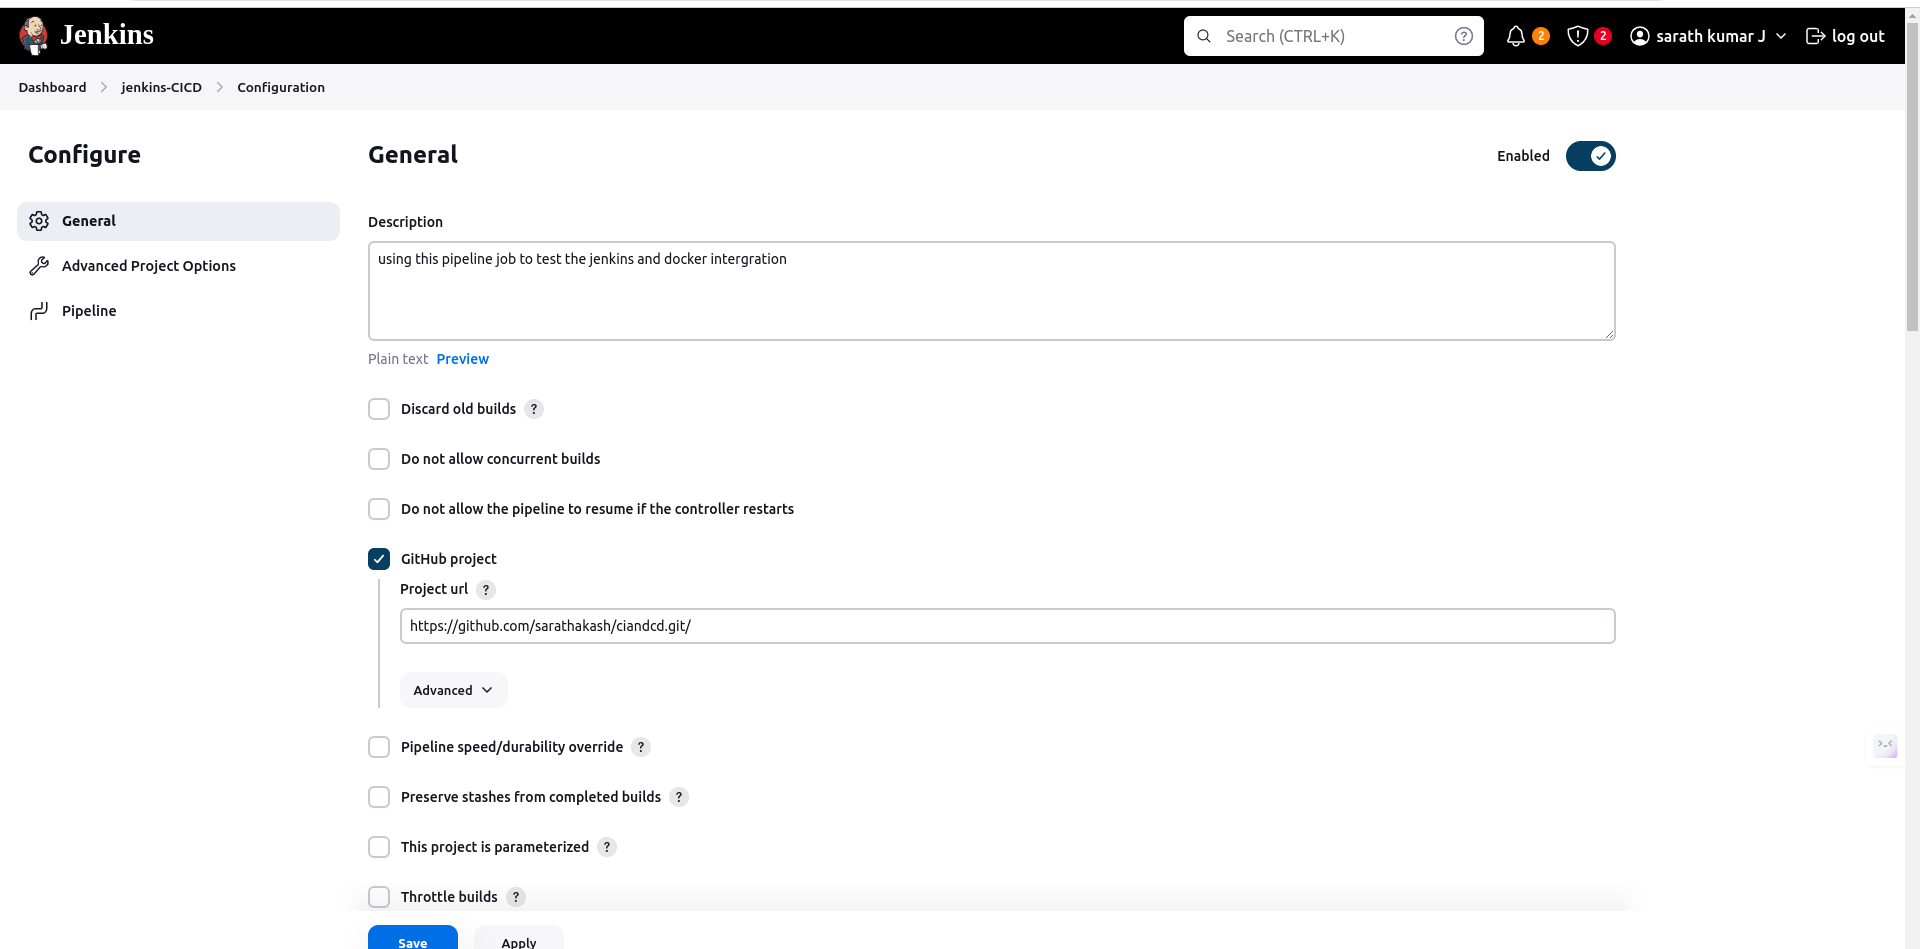 Jenkins
Search (CTRL+K)
?
2
2
sarath kumar J
log out
Dashboard
jenkins-CICD
Configuration
Configure
General
Enabled
General
Advanced Project Options
Pipeline
Description
using this pipeline job to test the jenkins and docker intergration
Plain text Preview
Discard old builds ?
Do not allow concurrent builds
Do not allow the pipeline to resume if the controller restarts
GitHub project
Project url ?
https://github.com/sarathakash/ciandcd.git/
Advanced
Pipeline speed/durability override ?
Preserve stashes from completed builds ?
This project is parameterized ?
Throttle builds ?
Save
Apply